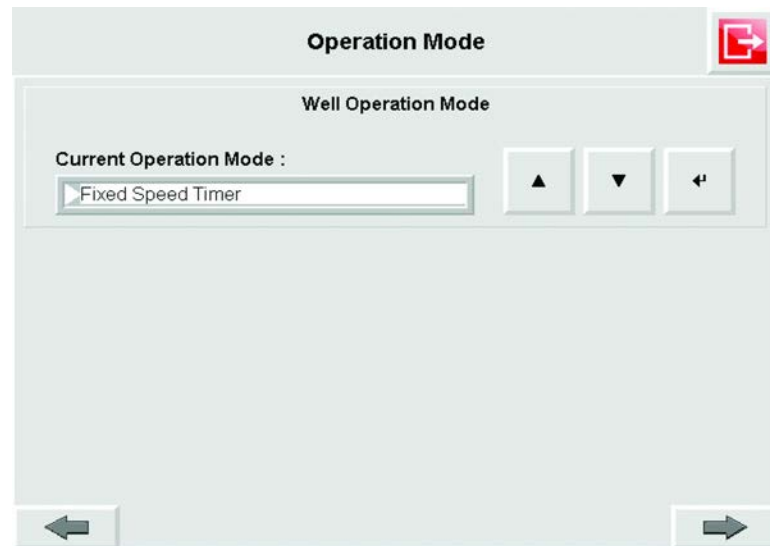 Operation Mode
Well Operation Mode
Current Operation Mode :
Fixed Speed Timer